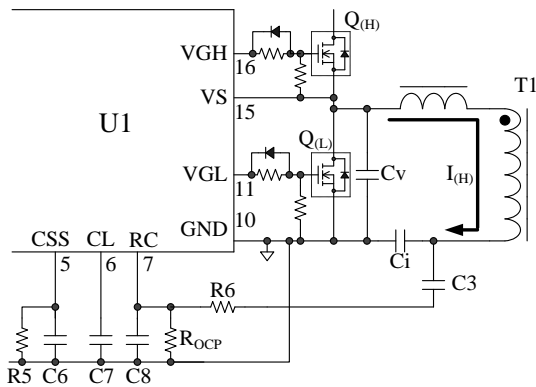 Q(H)
VGH
16
T1
VS
15
U1
Q(L)
VGL
11
Cv
I(H)
10
GND
CSS CL RC
5 6 7
Ci
C3
R6
ROCP
R5 C6 C7 C8